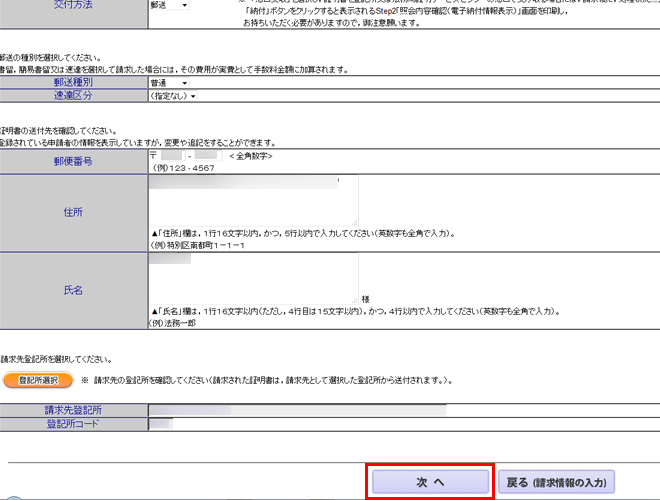 交付方法
郵送
「納付」ボタンをクリックすると表示されるStep2「照会内容確認(電子納付情報表示)」画面を印刷し,
お持ちいただく必要がありますので,御注意願います。
郵送の種別を選択してください。
書留,簡易書留又は速達を選択して請求した場合には,その費用が実費として手数料金額に加算されます。
郵送種別
普通
速達区分
(指定なし)
証明書の送付先を確認してください。
登録されている申請者の情報を表示していますが,変更や追記をすることができます。
郵便番号
〒 - <全角数字>
(例)123-4567
住所
▲「住所」欄は,1行16文字以内,かつ,5行以内で入力してください(英数字も全角で入力)。
(例)特別区南都町1-1-1
氏名
様
▲「氏名」欄は,1行16文字以内(ただし,4行目は15文字以内),かつ,4行以内で入力してください(英数字も全角で入力)。
(例)法務一郎
請求先登記所を選択してください。
登記所選択 ※ 請求先の登記所を確認してください(請求された証明書は,請求先として選択した登記所から送付されます。)。
請求先登記所
登記所コード
次 へ
戻る (請求情報の入力)